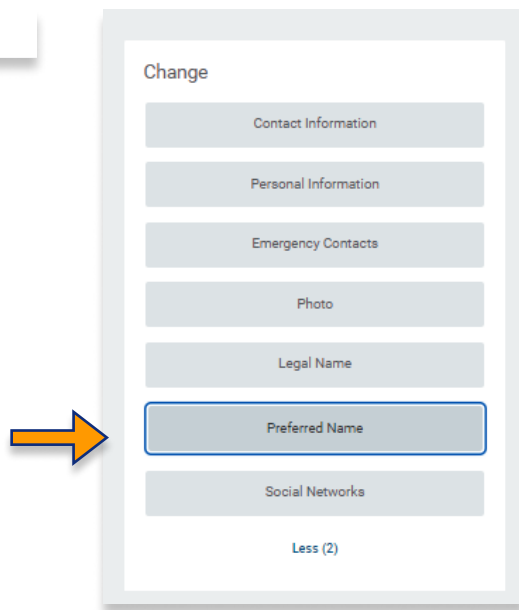 Change
Contact Information
Personal Information
Emergency Contacts
Photo
Legal Name
Preferred Name
Social Networks
Less (2)